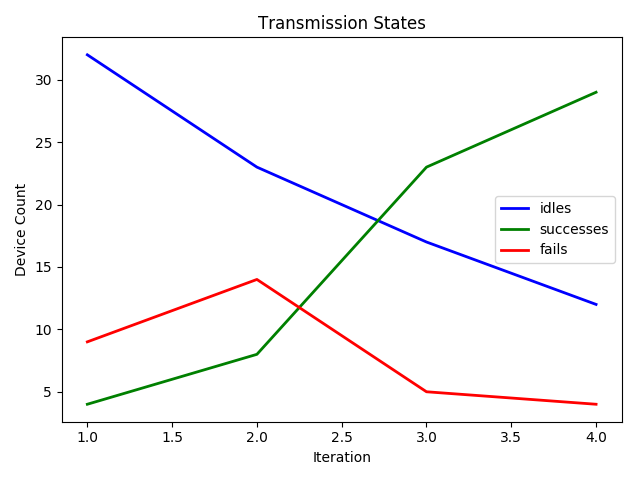 Transmission States
Device Count
30
25
20
15
10
5
idles
successes
fails
1.0 1.5 2.0 2.5 3.0 3.5 4.0
Iteration